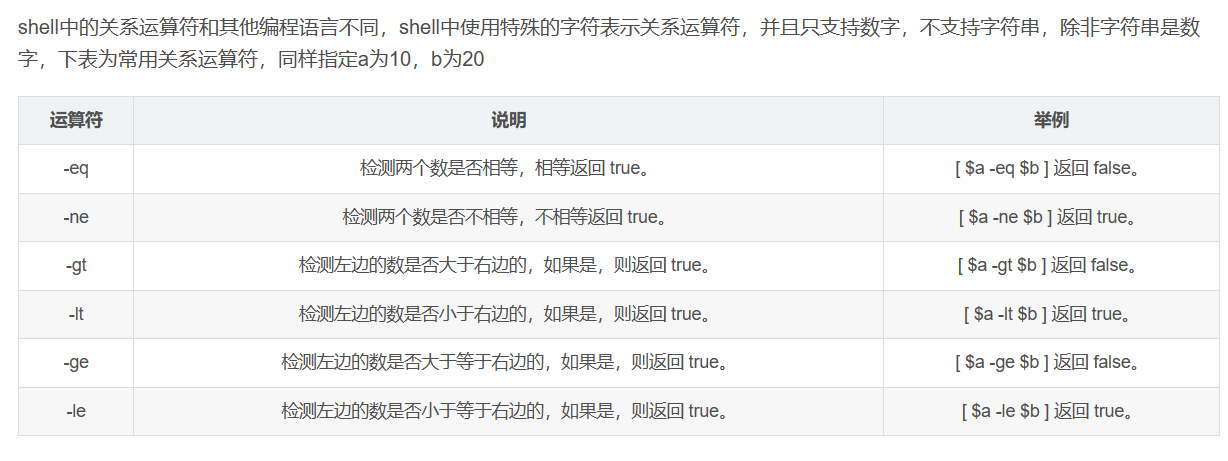 shell中的关系运算符和其他编程语言不同，shell中使用特殊的字符表示关系运算符，并且只支持数字，不支持字符串，除非字符串是数
字，下表为常用关系运算符，同样指定a为10，b为20
运算符 说明 举例
-eq 检测两个数是否相等，相等返回 true。 [ $a -eq $b ] 返回 false。
-ne 检测两个数是否不相等，不相等返回 true。 [ $a -ne $b ] 返回 true。
-gt 检测左边的数是否大于右边的，如果是，则返回 true。 [ $a -gt $b ] 返回 false。
-lt 检测左边的数是否小于右边的，如果是，则返回 true。 [ $a -lt $b ] 返回 true。
-ge 检测左边的数是否大于等于右边的，如果是，则返回 true。 [ $a -ge $b ] 返回 false。
-le 检测左边的数是否小于等于右边的，如果是，则返回 true。 [ $a -le $b ] 返回 true。